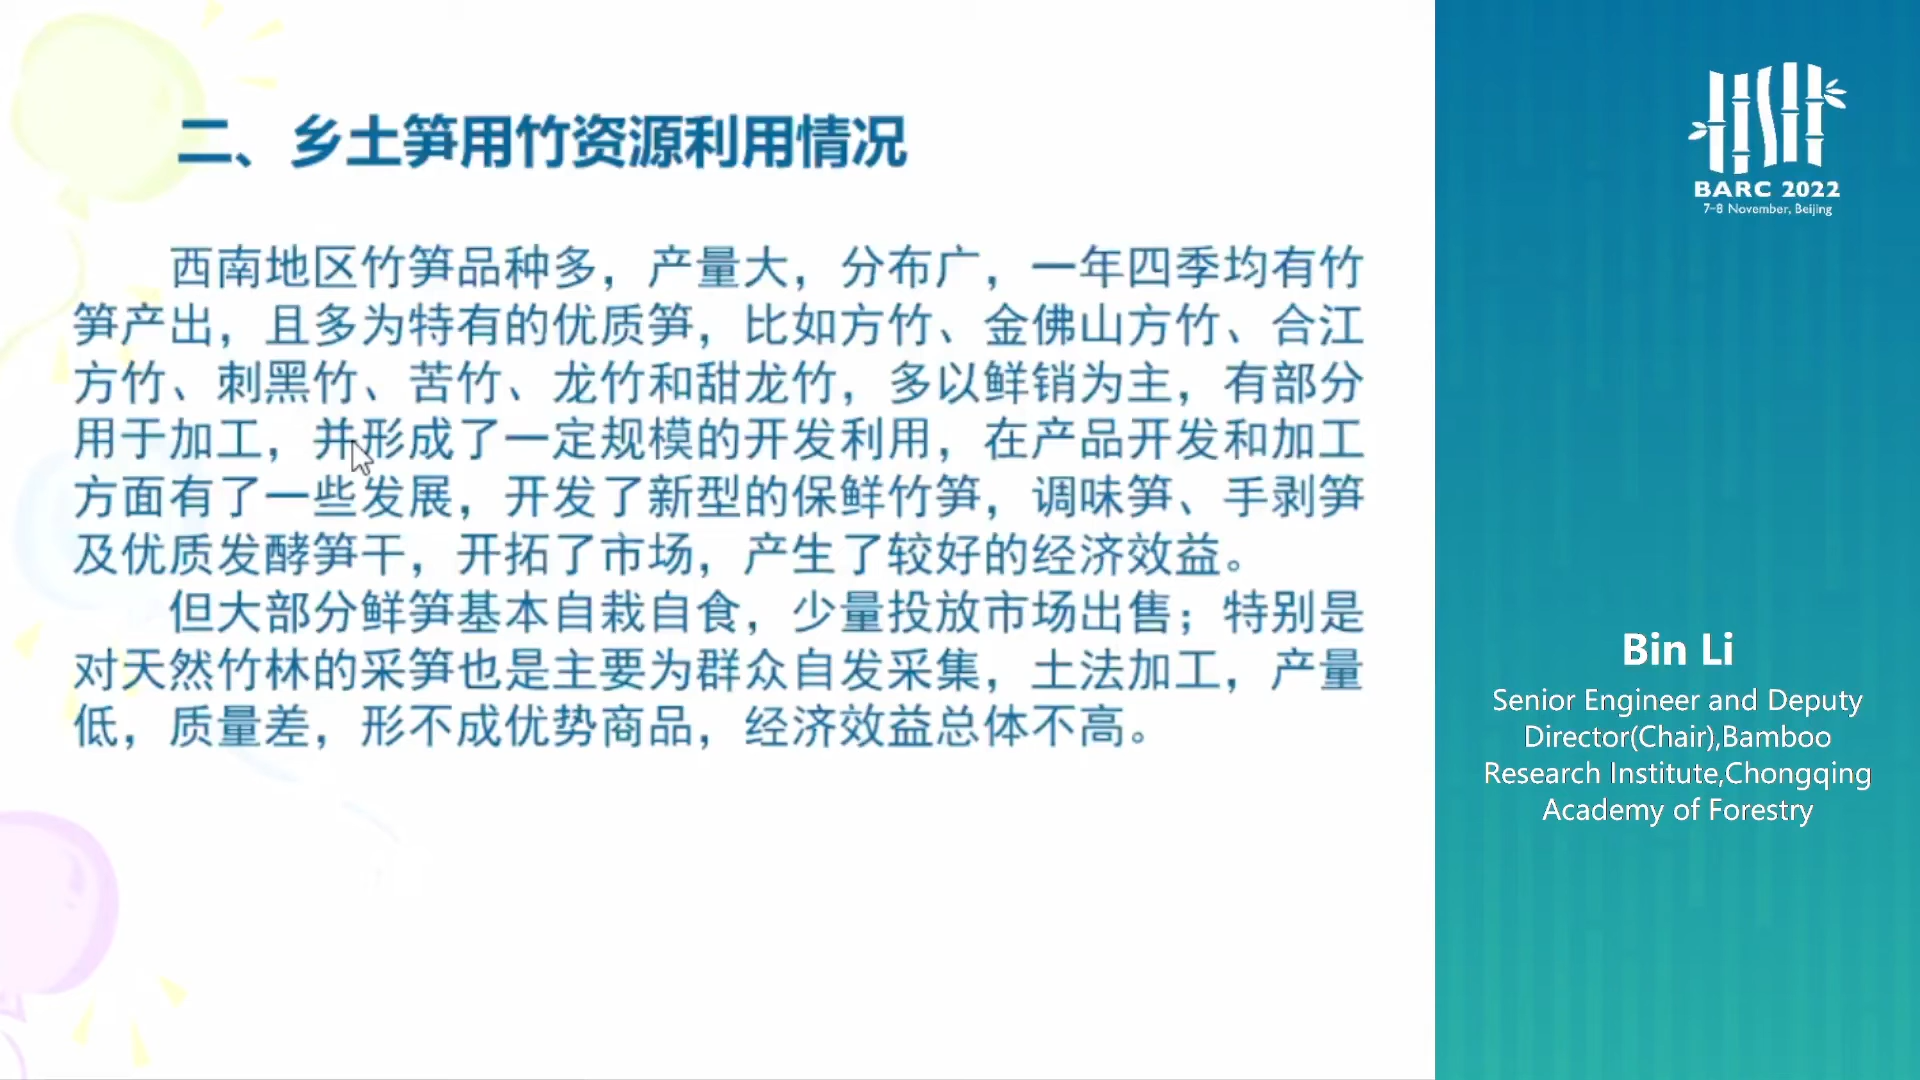 二、乡土笋用竹资源利用情况
西南地区竹笋品种多，产量大，分布广，一年四季均有竹
笋产出，且多为特有的优质笋，比如方竹、金佛山方竹、合江
方竹、刺黑竹、苦竹、龙竹和甜龙竹，多以鲜销为主，有部分
用于加工，并形成了一定规模的开发利用，在产品开发和加工
方面有了一些发展，开发了新型的保鲜竹笋，调味笋、手剥笋
及优质发酵笋干，开拓了市场，产生了较好的经济效益。
但大部分鲜笋基本自栽自食，少量投放市场出售；特别是
对天然竹林的采笋也是主要为群众自发采集，土法加工，产量
低，质量差，形不成优势商品，经济效益总体不高。
BARC 2022
7-8 November, Beijing
Bin Li
Senior Engineer and Deputy
Director(Chair),Bamboo
Research Institute,Chongqing
Academy of Forestry